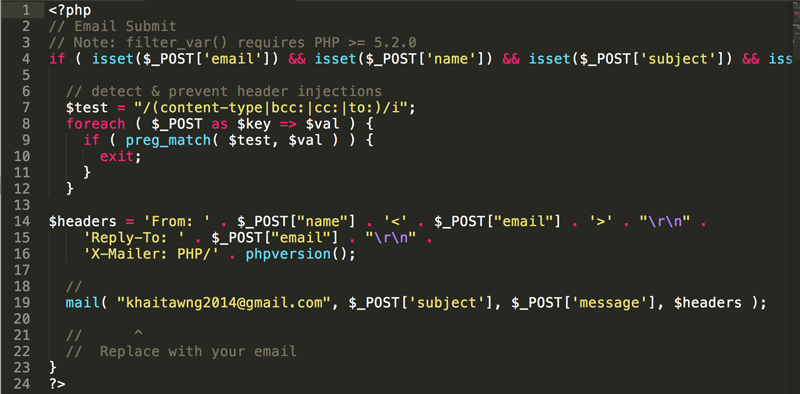 1 <?php
2 // Email Submit
3 // Note: filter_var() requires PHP >= 5.2.0
4 if ( isset($_POST['email']) && isset($_POST['name']) && isset($_POST['subject']) && iss
5
6 // detect & prevent header injections
7 $test = "/(content-type|bcc:|cc:|to:)/i";
8 foreach ( $_POST as $key => $val ) {
9 if ( preg_match( $test, $val ) ) {
10 exit;
11 }
12 }
13
14 $headers = 'From: ' . $_POST["name"] . '<' . $_POST["email"] . '>' . "\r\n" .
15 'Reply-To: ' . $_POST["email"] . "\r\n" .
16 'X-Mailer: PHP/' . phpversion();
17
18 //
19 mail( "khaitawng2014@gmail.com", $_POST['subject'], $_POST['message'], $headers );
20
21 // ^
22 // Replace with your email
23 }
24 ?>